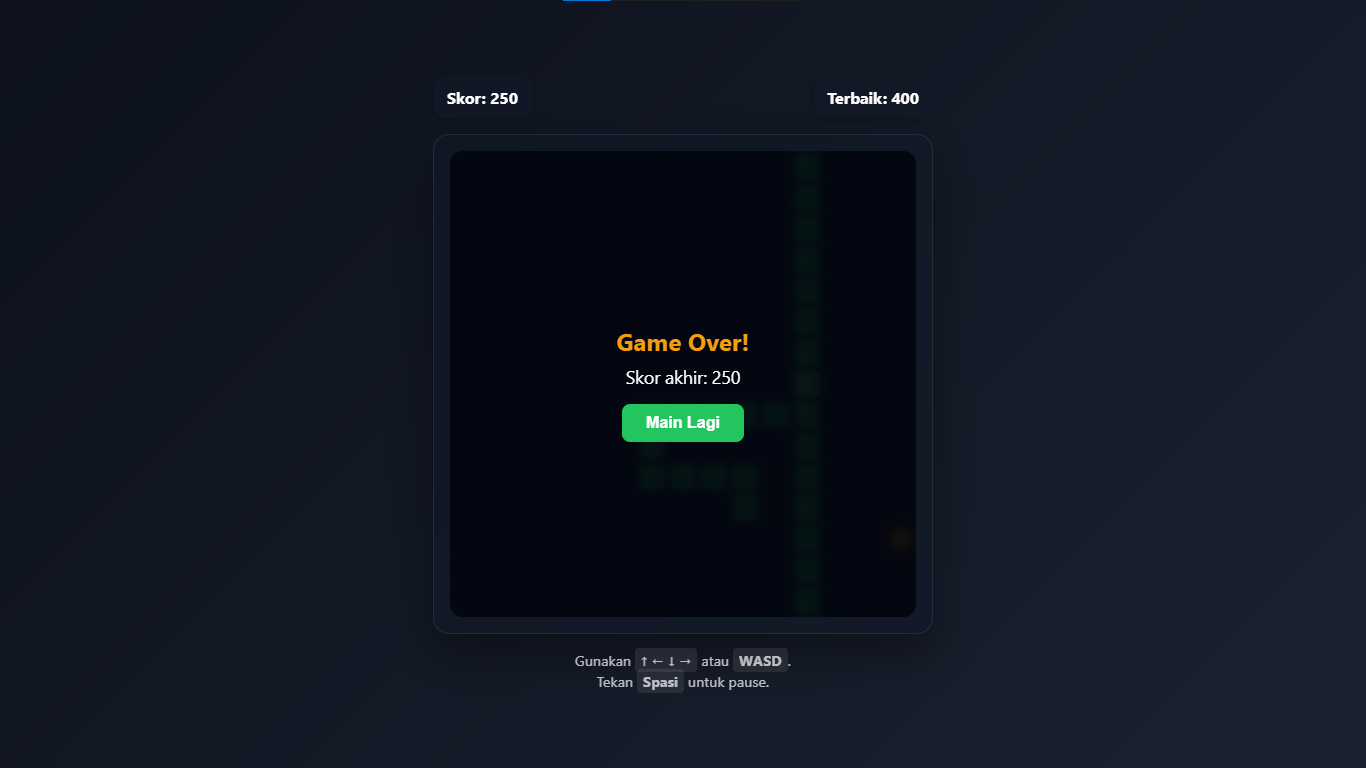 Skor: 250
Terbaik: 400
Game Over!
Skor akhir: 250
Main Lagi
Gunakan ↑ ← ↓ → atau WASD .
Tekan Spasi untuk pause.